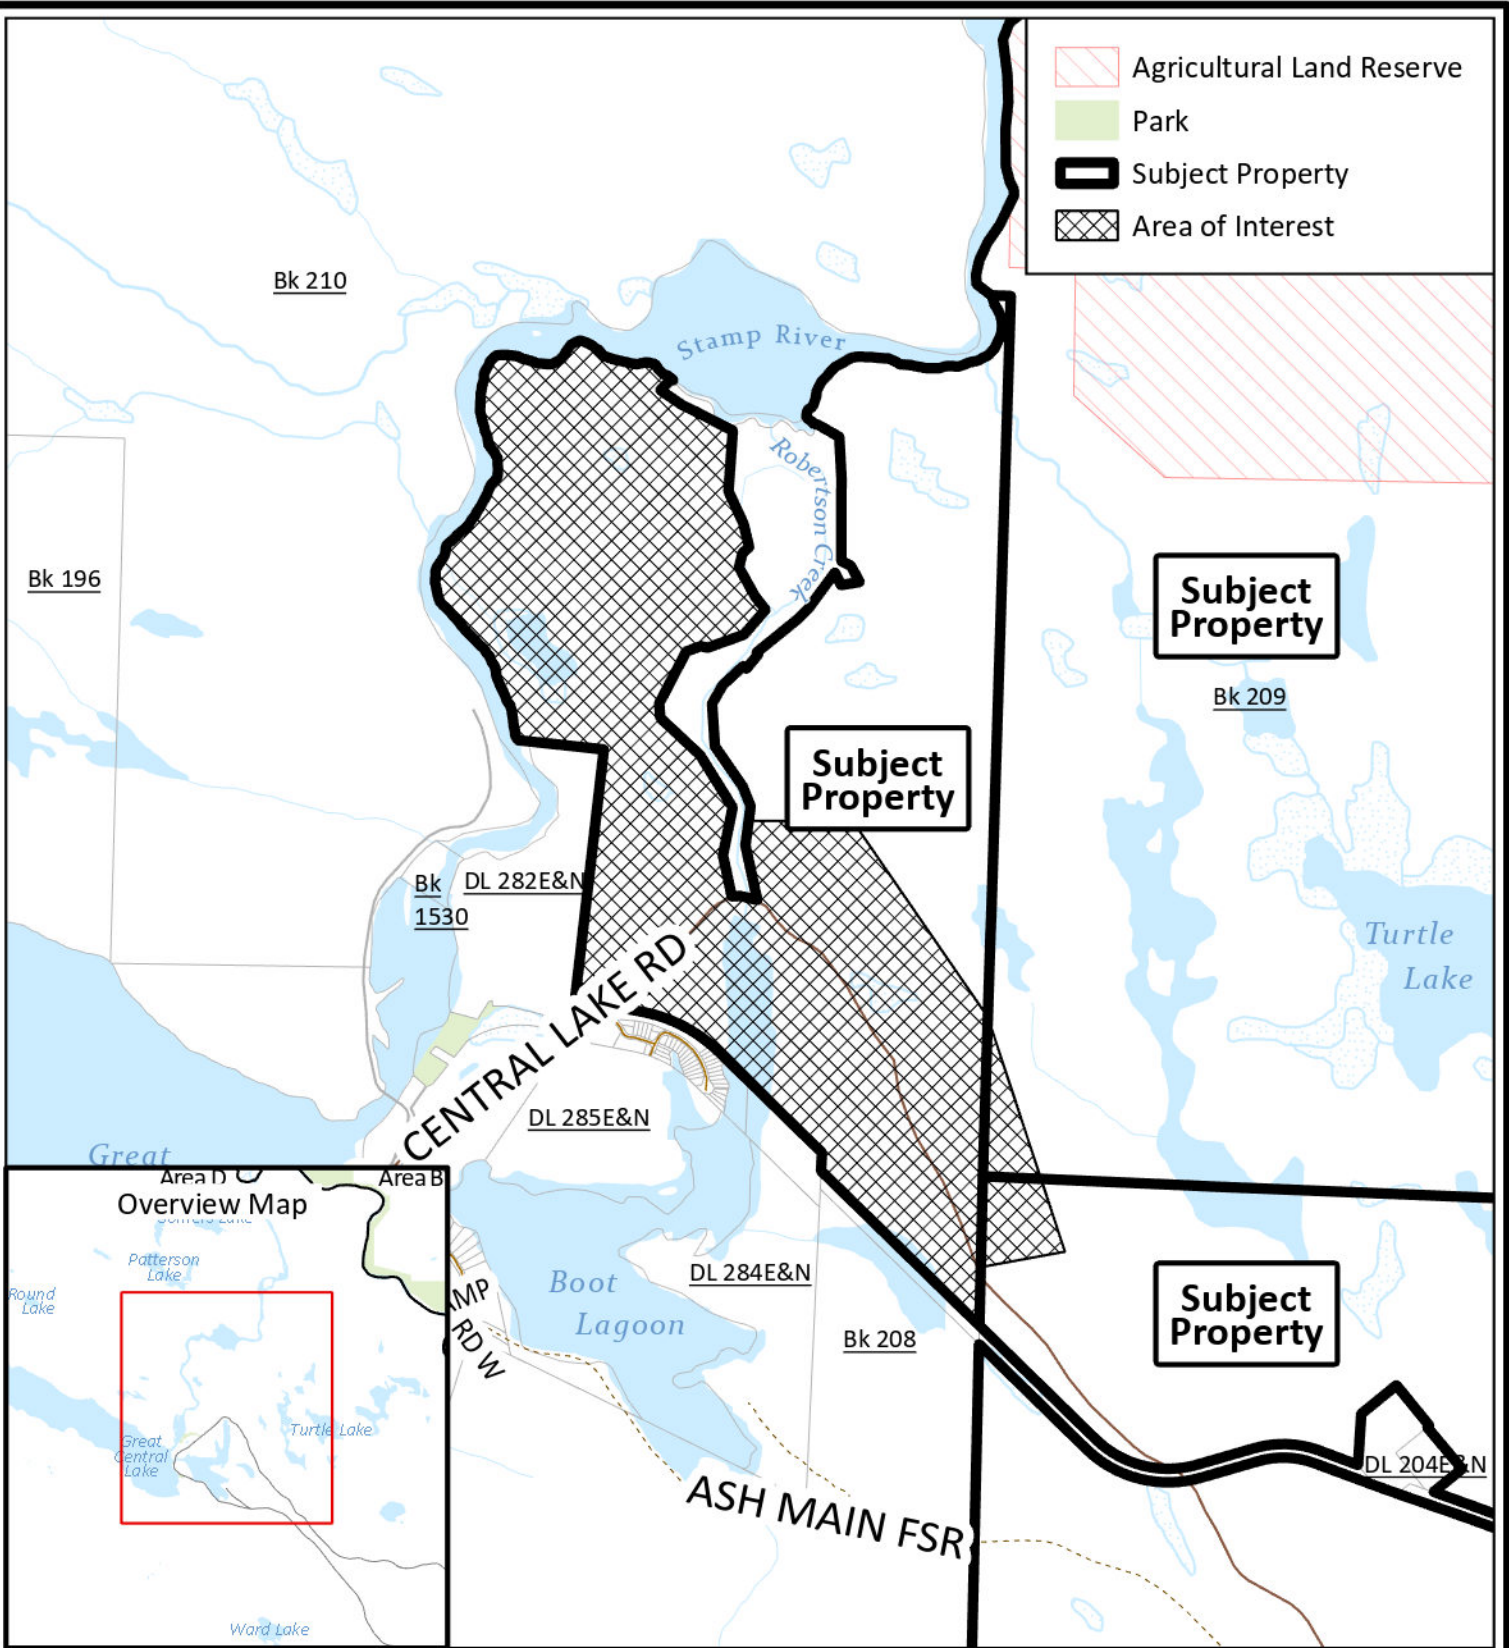 Agricultural Land Reserve
Park
Subject Property
Area of Interest
Bk 210
Stamp River
Robertson Creek
Bk 196
Subject
Property
Bk 209
Subject
Property
Bk
1530
DL 282E&N
Turtle
Lake
CENTRAL LAKE RD
DL 285E&N
Great
Boot
Lagoon
DL 284E&N
Bk 208
Subject
Property
DL 204E&N
RD W
ASH MAIN FSR
Area D
Area B
Overview Map
Patterson
Lake
Round
Lake
Turtle Lake
Great
Central
Lake
Ward Lake